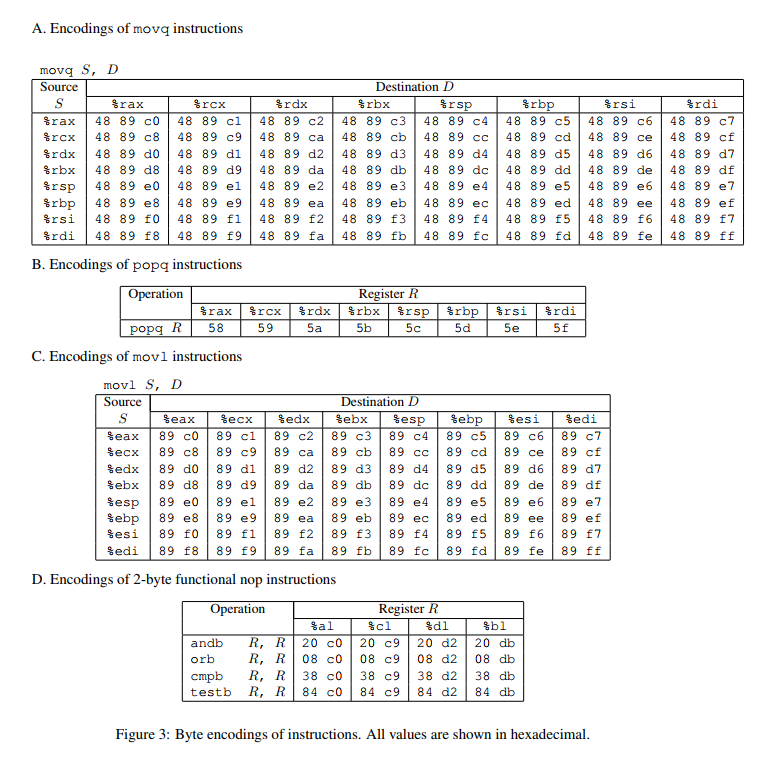 A. Encodings of movq instructions
movq S, D
Source Destination D
S %rax %rcx %rdx %rbx %rsp %rbp %rsi %rdi
%rax 48 89 c0 48 89 c1 48 89 c2 48 89 c3 48 89 c4 48 89 c5 48 89 c6 48 89 c7
%rcx 48 89 c8 48 89 c9 48 89 ca 48 89 cb 48 89 cc 48 89 cd 48 89 ce 48 89 cf
%rdx 48 89 d0 48 89 d1 48 89 d2 48 89 d3 48 89 d4 48 89 d5 48 89 d6 48 89 d7
%rbx 48 89 d8 48 89 d9 48 89 da 48 89 db 48 89 dc 48 89 dd 48 89 de 48 89 df
%rsp 48 89 e0 48 89 e1 48 89 e2 48 89 e3 48 89 e4 48 89 e5 48 89 e6 48 89 e7
%rbp 48 89 e8 48 89 e9 48 89 ea 48 89 eb 48 89 ec 48 89 ed 48 89 ee 48 89 ef
%rsi 48 89 f0 48 89 f1 48 89 f2 48 89 f3 48 89 f4 48 89 f5 48 89 f6 48 89 f7
%rdi 48 89 f8 48 89 f9 48 89 fa 48 89 fb 48 89 fc 48 89 fd 48 89 fe 48 89 ff
B. Encodings of popq instructions
Operation Register R
%rax %rcx %rdx %rbx %rsp %rbp %rsi %rdi
popq R 58 59 5a 5b 5c 5d 5e 5f
C. Encodings of movl instructions
movl S, D
Source Destination D
S %eax %ecx %edx %ebx %esp %ebp %esi %edi
%eax 89 c0 89 c1 89 c2 89 c3 89 c4 89 c5 89 c6 89 c7
%ecx 89 c8 89 c9 89 ca 89 cb 89 cc 89 cd 89 ce 89 cf
%edx 89 d0 89 d1 89 d2 89 d3 89 d4 89 d5 89 d6 89 d7
%ebx 89 d8 89 d9 89 da 89 db 89 dc 89 dd 89 de 89 df
%esp 89 e0 89 e1 89 e2 89 e3 89 e4 89 e5 89 e6 89 e7
%ebp 89 e8 89 e9 89 ea 89 eb 89 ec 89 ed 89 ee 89 ef
%esi 89 f0 89 f1 89 f2 89 f3 89 f4 89 f5 89 f6 89 f7
%edi 89 f8 89 f9 89 fa 89 fb 89 fc 89 fd 89 fe 89 ff
D. Encodings of 2-byte functional nop instructions
Operation Register R
%al %cl %dl %bl
andb R, R 20 c0 20 c9 20 d2 20 db
orb R, R 08 c0 08 c9 08 d2 08 db
cmpb R, R 38 c0 38 c9 38 d2 38 db
testb R, R 84 c0 84 c9 84 d2 84 db
Figure 3: Byte encodings of instructions. All values are shown in hexadecimal.